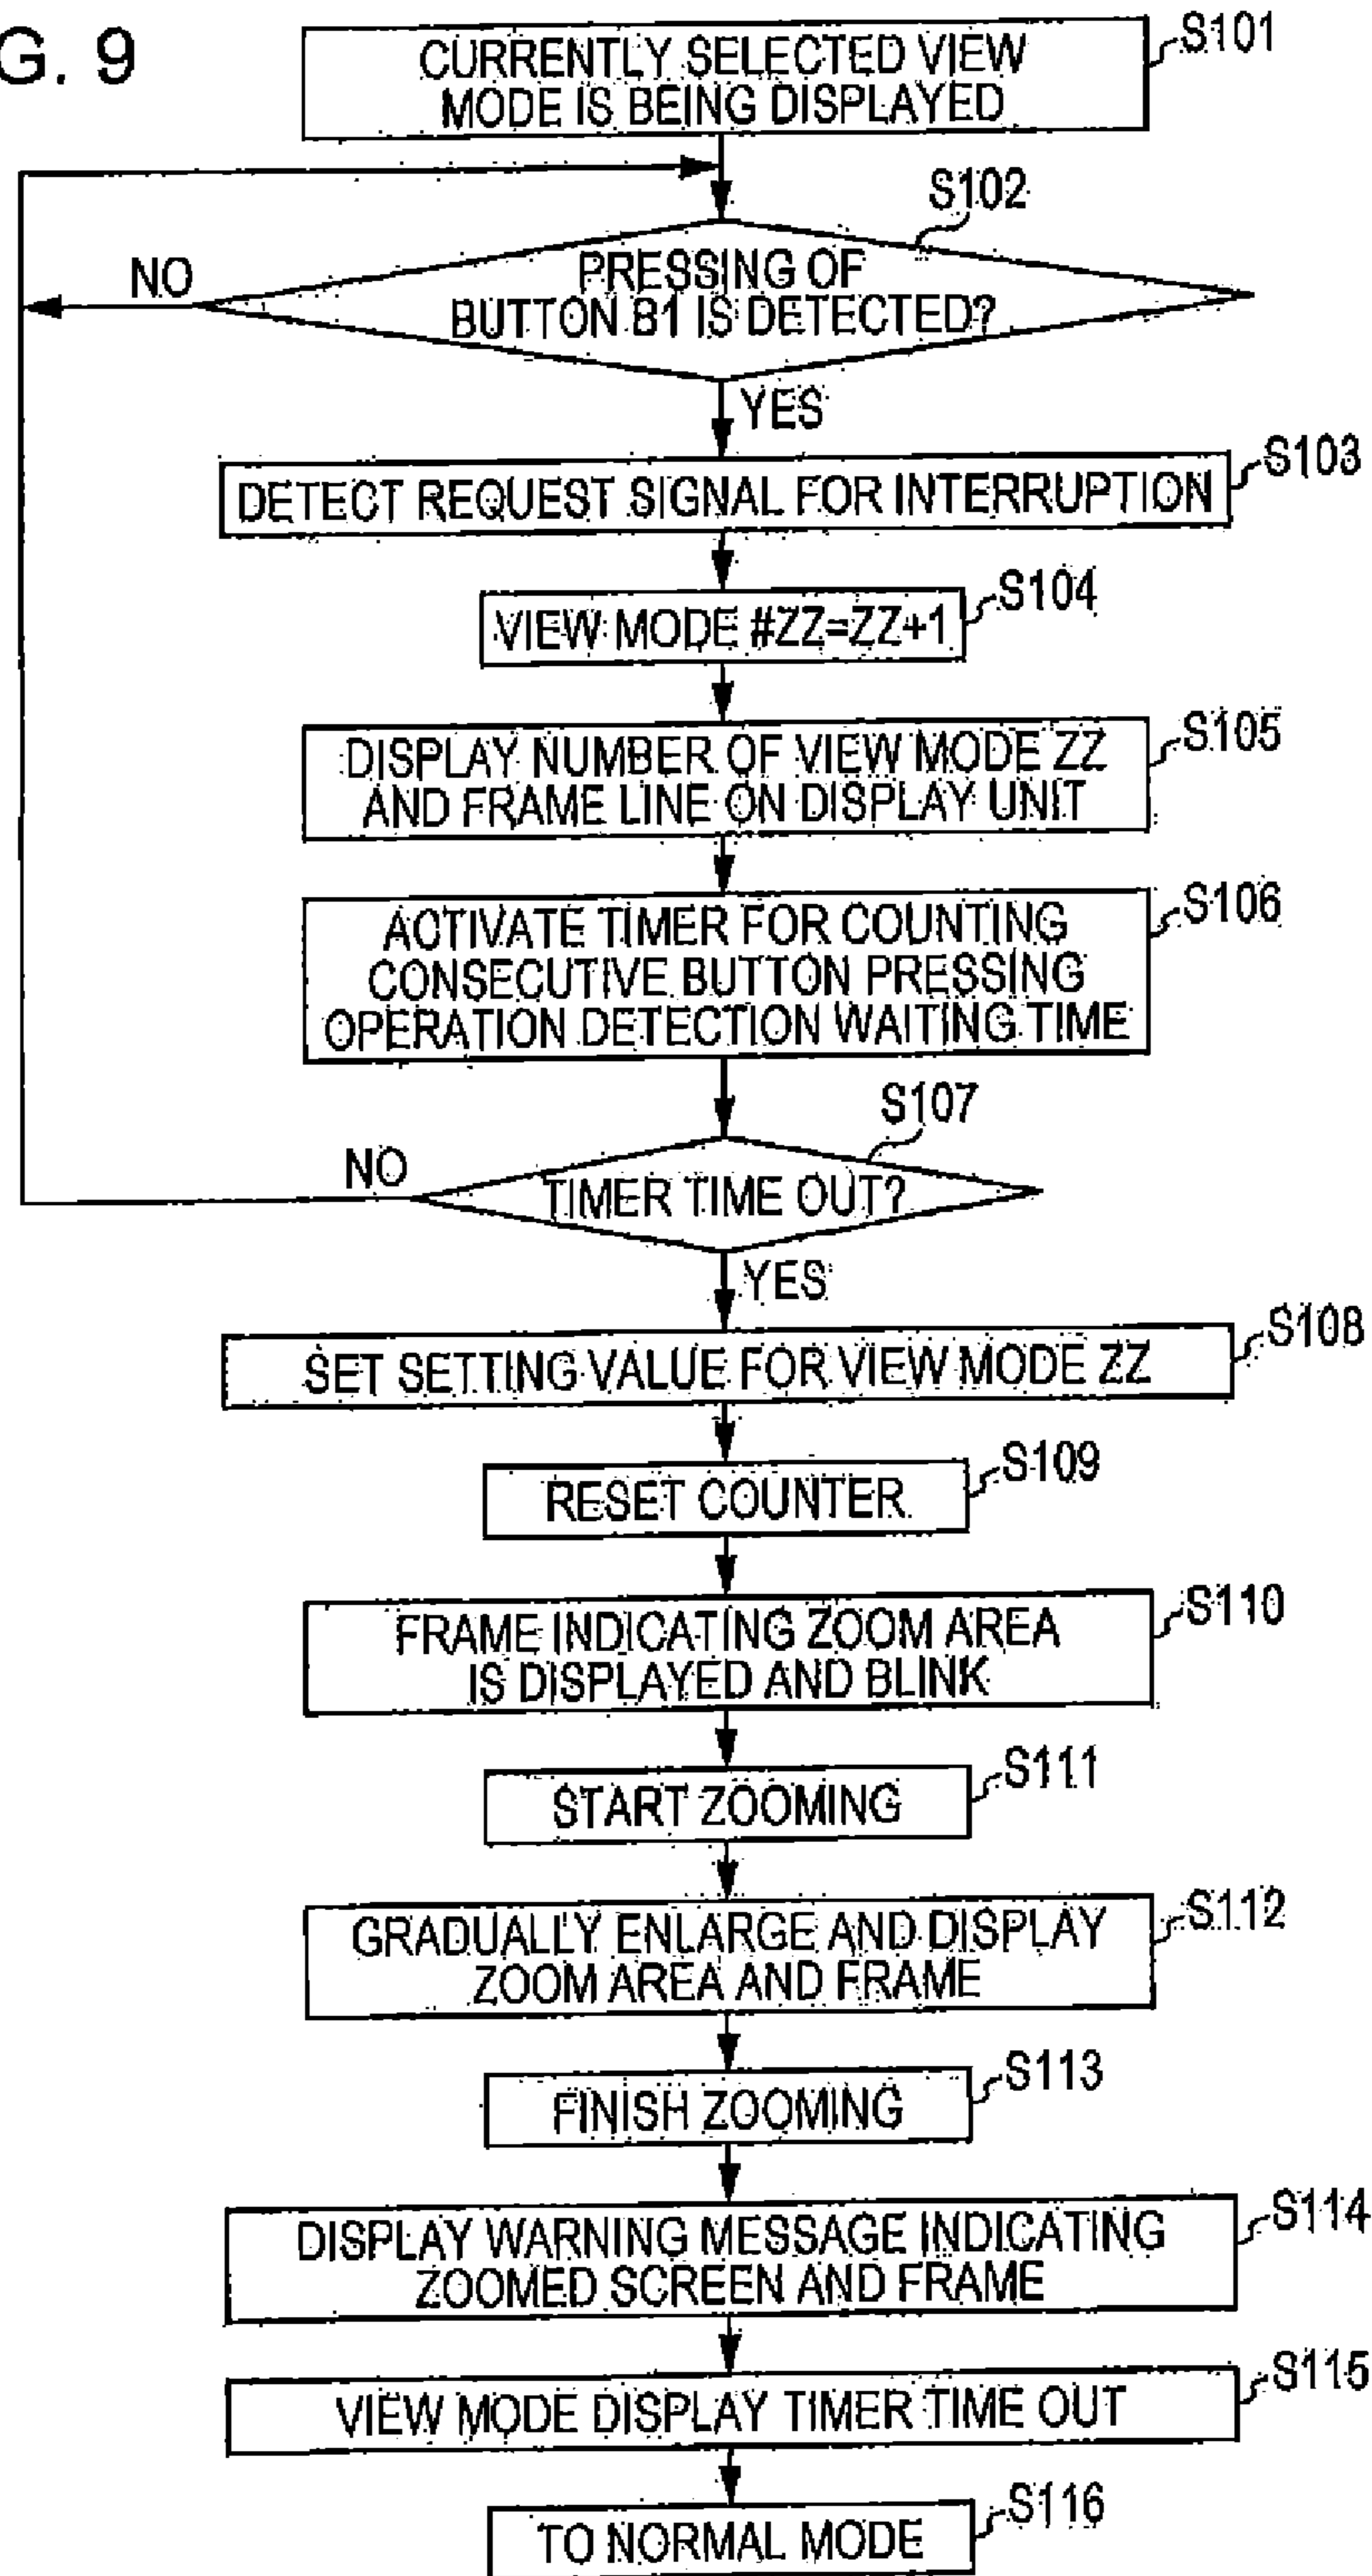 G. 9
CURRENTLY SELECTED VIEW
MODE IS BEING DISPLAYED
S101
S102
PRESSING OF
BUTTON B1 IS DETECTED?
NO
YES
S103
DETECT REQUEST SIGNAL FOR INTERRUPTION
S104
VIEW MODE #ZZ=ZZ+1
S105
DISPLAY NUMBER OF VIEW MODE ZZ
AND FRAME LINE ON DISPLAY UNIT
S106
ACTIVATE TIMER FOR COUNTING
CONSECUTIVE BUTTON PRESSING
OPERATION DETECTION WAITING TIME
S107
NO
TIMER TIME OUT?
YES
S108
SET SETTING VALUE FOR VIEW MODE ZZ
S109
RESET COUNTER
S110
FRAME INDICATING ZOOM AREA
IS DISPLAYED AND BLINK
S111
START ZOOMING
S112
GRADUALLY ENLARGE AND DISPLAY
ZOOM AREA AND FRAME
S113
FINISH ZOOMING
S114
DISPLAY WARNING MESSAGE INDICATING
ZOOMED SCREEN AND FRAME
S115
VIEW MODE DISPLAY TIMER TIME OUT
S116
TO NORMAL MODE